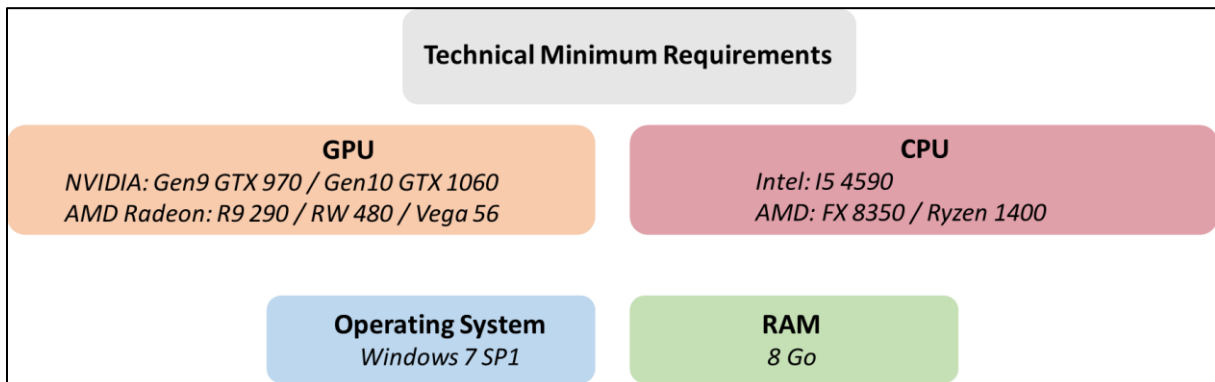 Technical Minimum Requirements
GPU
NVIDIA: Gen9 GTX 970 / Gen10 GTX 1060
AMD Radeon: R9 290 / RW 480 / Vega 56
CPU
Intel: I5 4590
AMD: FX 8350 / Ryzen 1400
Operating System
Windows 7 SP1
RAM
8 Go